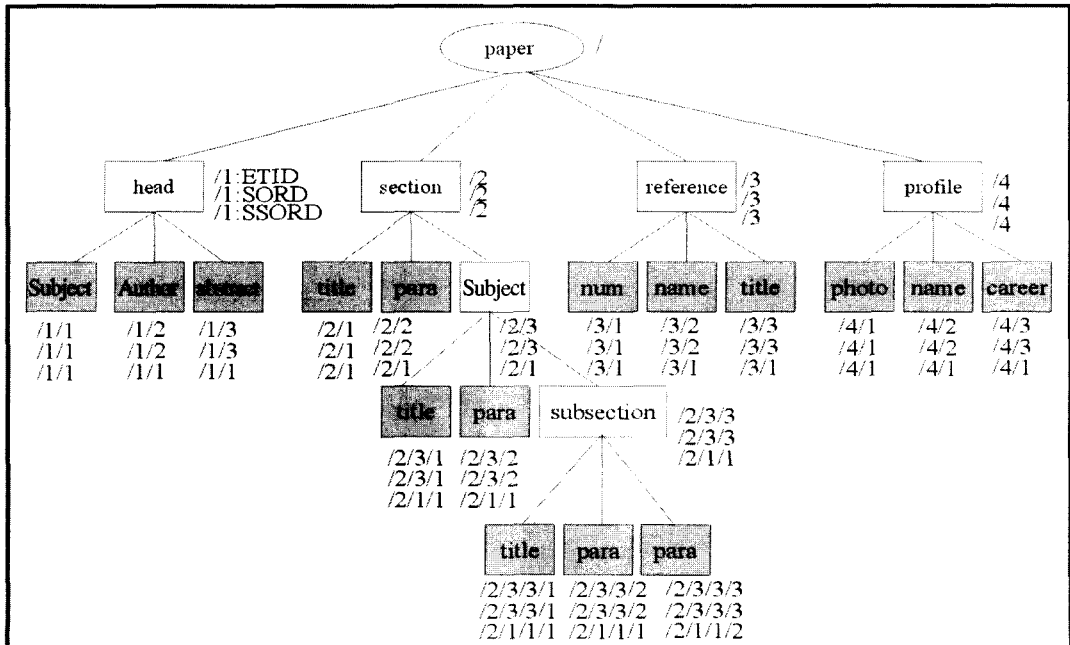 paper /
head /1:ETID
/1:SORD
/1:SSORD
section /2
/2
/2
reference /3
/3
/3
profile /4
/4
/4
Subject Author abstract title para Subject num name title photo name career
/1/1 /1/2 /1/3 /2/1 /2/2 /2/3 /3/1 /3/2 /3/3 /4/1 /4/2 /4/3
/1/1 /1/2 /1/3 /2/1 /2/2 /2/3 /3/1 /3/2 /3/3 /4/1 /4/2 /4/3
/1/1 /1/1 /1/1 /2/1 /2/1 /2/1 /3/1 /3/1 /3/1 /4/1 /4/1 /4/1
title para subsection /2/3/3
/2/3/3
/2/1/1
/2/3/1 /2/3/2
/2/3/1 /2/3/2
/2/1/1 /2/1/1
title para para
/2/3/3/1 /2/3/3/2 /2/3/3/3
/2/3/3/1 /2/3/3/2 /2/3/3/3
/2/1/1/1 /2/1/1/1 /2/1/1/2